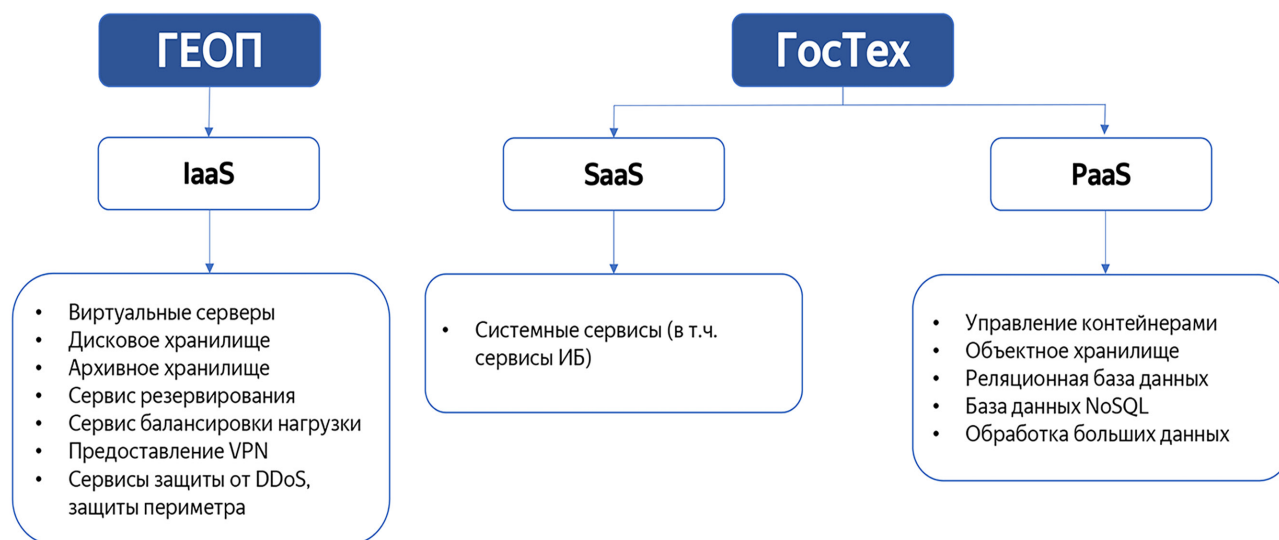 ГЕОП
IaaS
• Виртуальные серверы
• Дисковое хранилище
• Архивное хранилище
• Сервис резервирования
• Сервис балансировки нагрузки
• Предоставление VPN
• Сервисы защиты от DDoS,
защиты периметра
ГосТех
SaaS
• Системные сервисы (в т.ч.
сервисы ИБ)
PaaS
• Управление контейнерами
• Объектное хранилище
• Реляционная база данных
• База данных NoSQL
• Обработка больших данных